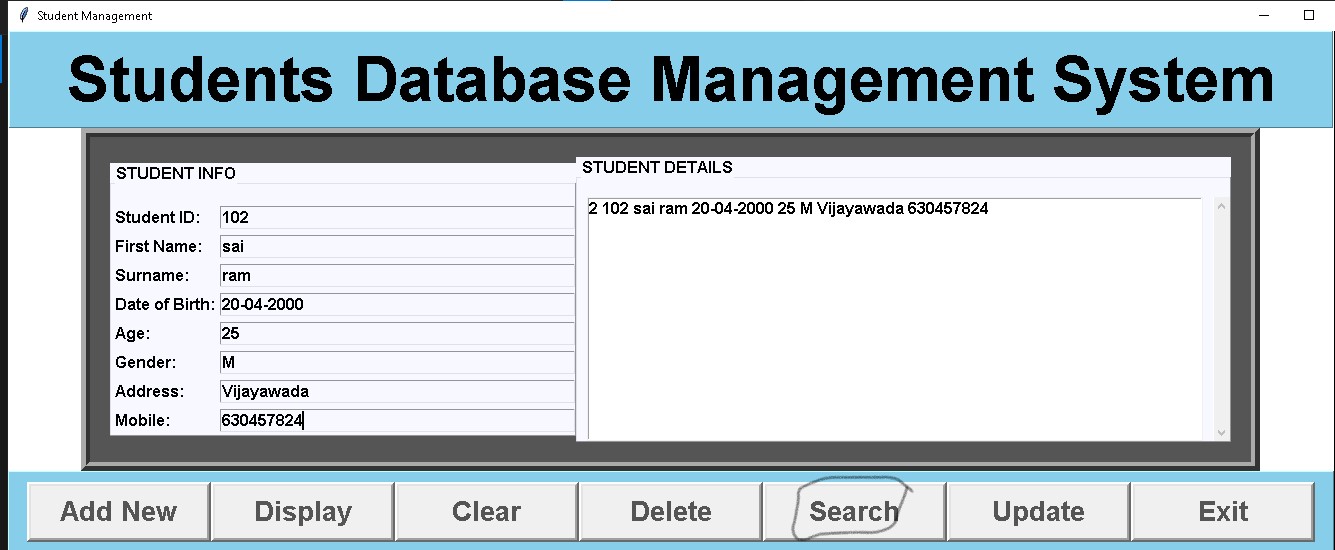 Student Management
Students Database Management System
STUDENT INFO
Student ID: 102
First Name: sai
Surname: ram
Date of Birth: 20-04-2000
Age: 25
Gender: M
Address: Vijayawada
Mobile: 630457824
STUDENT DETAILS
2 102 sai ram 20-04-2000 25 M Vijayawada 630457824
Add New Display Clear Delete Search Update Exit